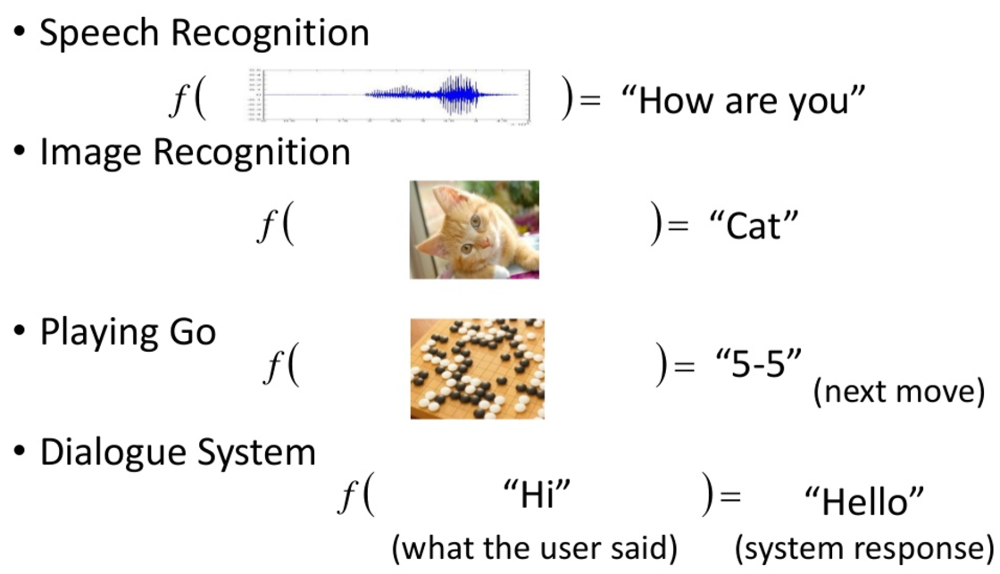 • Speech Recognition
f( )= “How are you”
• Image Recognition
f( )= “Cat”
• Playing Go
f( )= “5-5”
(next move)
• Dialogue System
f( “Hi” )= “Hello”
(what the user said) (system response)